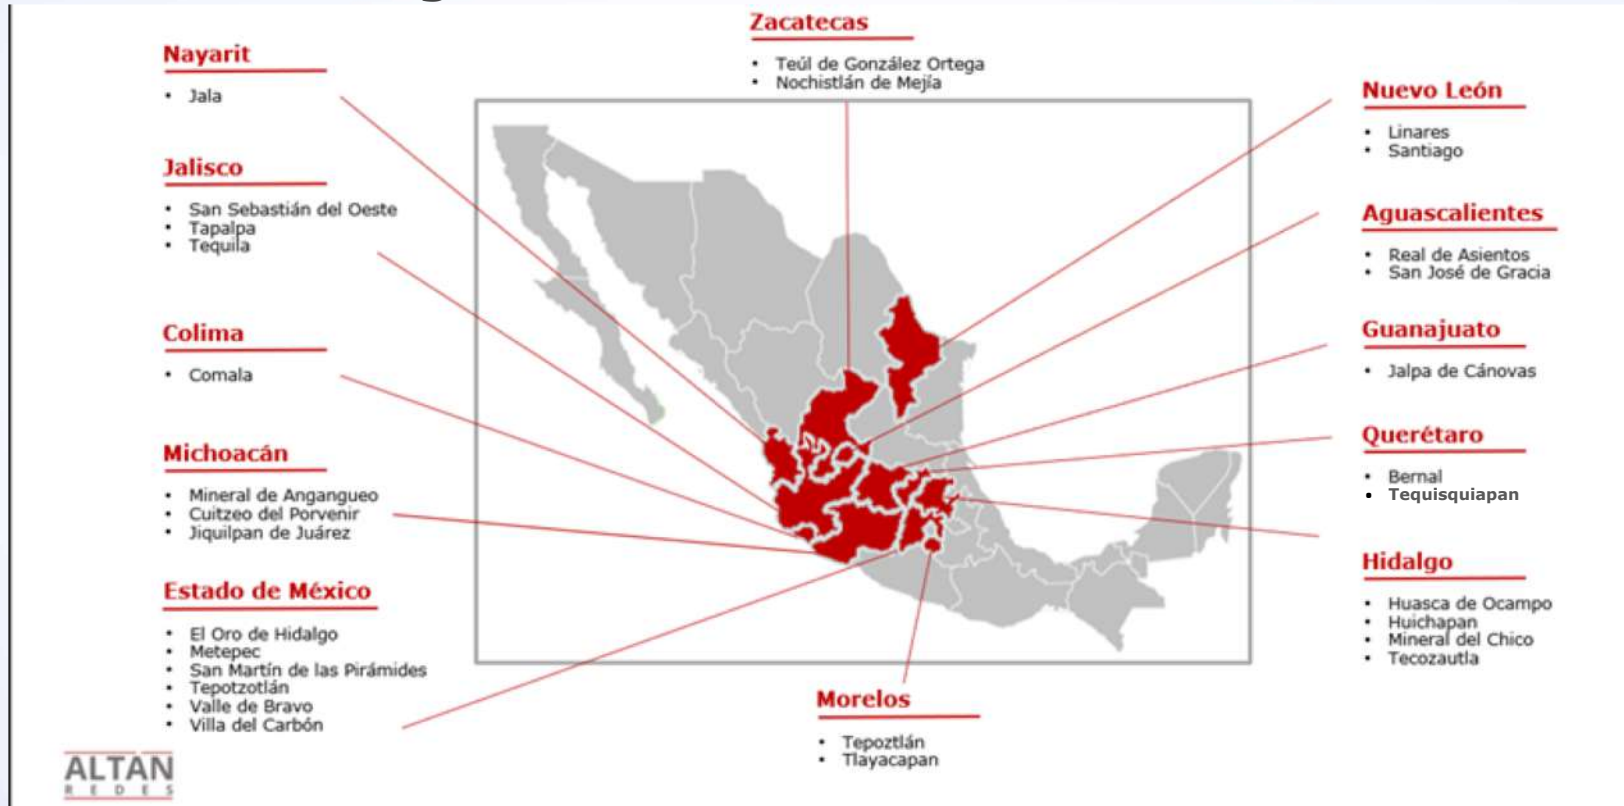 Zacatecas
• Teúl de González Ortega
• Nochistlán de Mejía
Nayarit
• Jala
Jalisco
• San Sebastián del Oeste
• Tapalpa
• Tequila
Colima
• Comala
Michoacán
• Mineral de Angangueo
• Cuitzeo del Porvenir
• Jiquilpan de Juárez
Estado de México
• El Oro de Hidalgo
• Metepec
• San Martín de las Pirámides
• Tepotzotlán
• Valle de Bravo
• Villa del Carbón
Nuevo León
• Linares
• Santiago
Aguascalientes
• Real de Asientos
• San José de Gracia
Guanajuato
• Jalpa de Cánovas
Querétaro
• Bernal
• Tequisquiapan
Hidalgo
• Huasca de Ocampo
• Huichapan
• Mineral del Chico
• Tecozautla
Morelos
• Tepoztlán
• Tlayacapan
ALTÁN
REDES